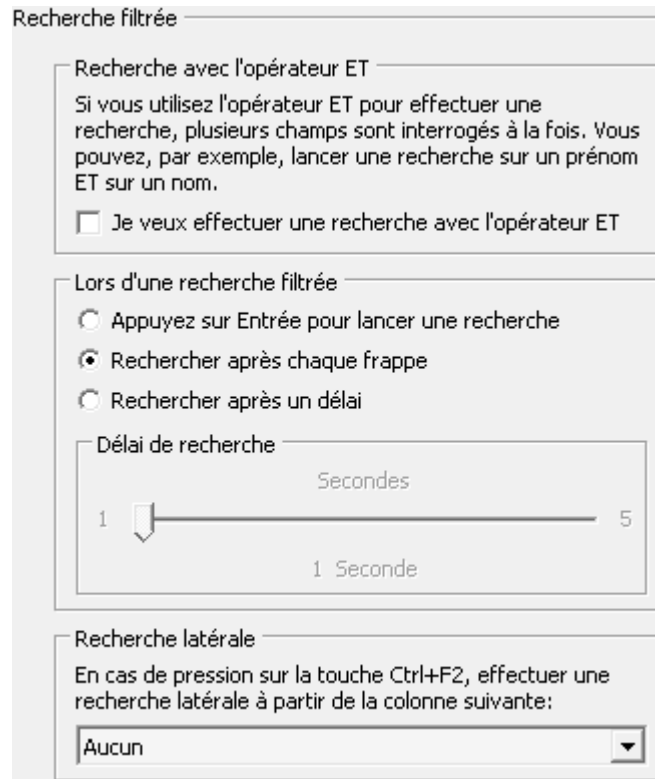 Recherche filtrée
Recherche avec l'opérateur ET
Si vous utilisez l'opérateur ET pour effectuer une
recherche, plusieurs champs sont interrogés à la fois. Vous
pouvez, par exemple, lancer une recherche sur un prénom
ET sur un nom.
Je veux effectuer une recherche avec l'opérateur ET
Lors d'une recherche filtrée
Appuyez sur Entrée pour lancer une recherche
Rechercher après chaque frappe
Rechercher après un délai
Délai de recherche
Secondes
1 5
1 Seconde
Recherche latérale
En cas de pression sur la touche Ctrl+F2, effectuer une
recherche latérale à partir de la colonne suivante:
Aucun